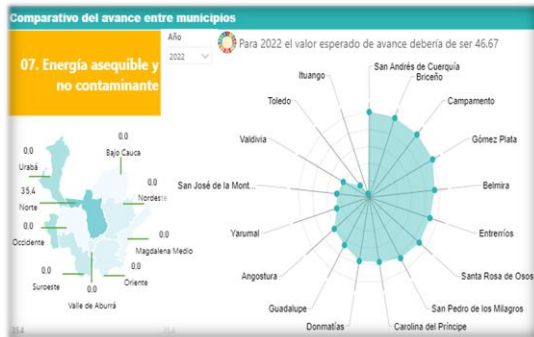 Comparativo del avance entre municipios
07. Energía asequible y
no contaminante
Año
2022
Para 2022 el valor esperado de avance debería de ser 46.67
San Andrés de Cuerquía
Briceño
Campamento
Gómez Plata
Belmira
Entrerríos
Santa Rosa de Osos
San Pedro de los Milagros
Carolina del Príncipe
Donmatías
Guadalupe
Angostura
Yarumal
San José de la Mont...
Valdivia
Toledo
Ituango
0,0
Urabá
0,0
Bajo Cauca
35,4
Norte
0,0
Nordeste
0,0
Occidente
0,0
Magdalena Medio
0,0
Suroeste
0,0
Valle de Aburrá
0,0
Oriente